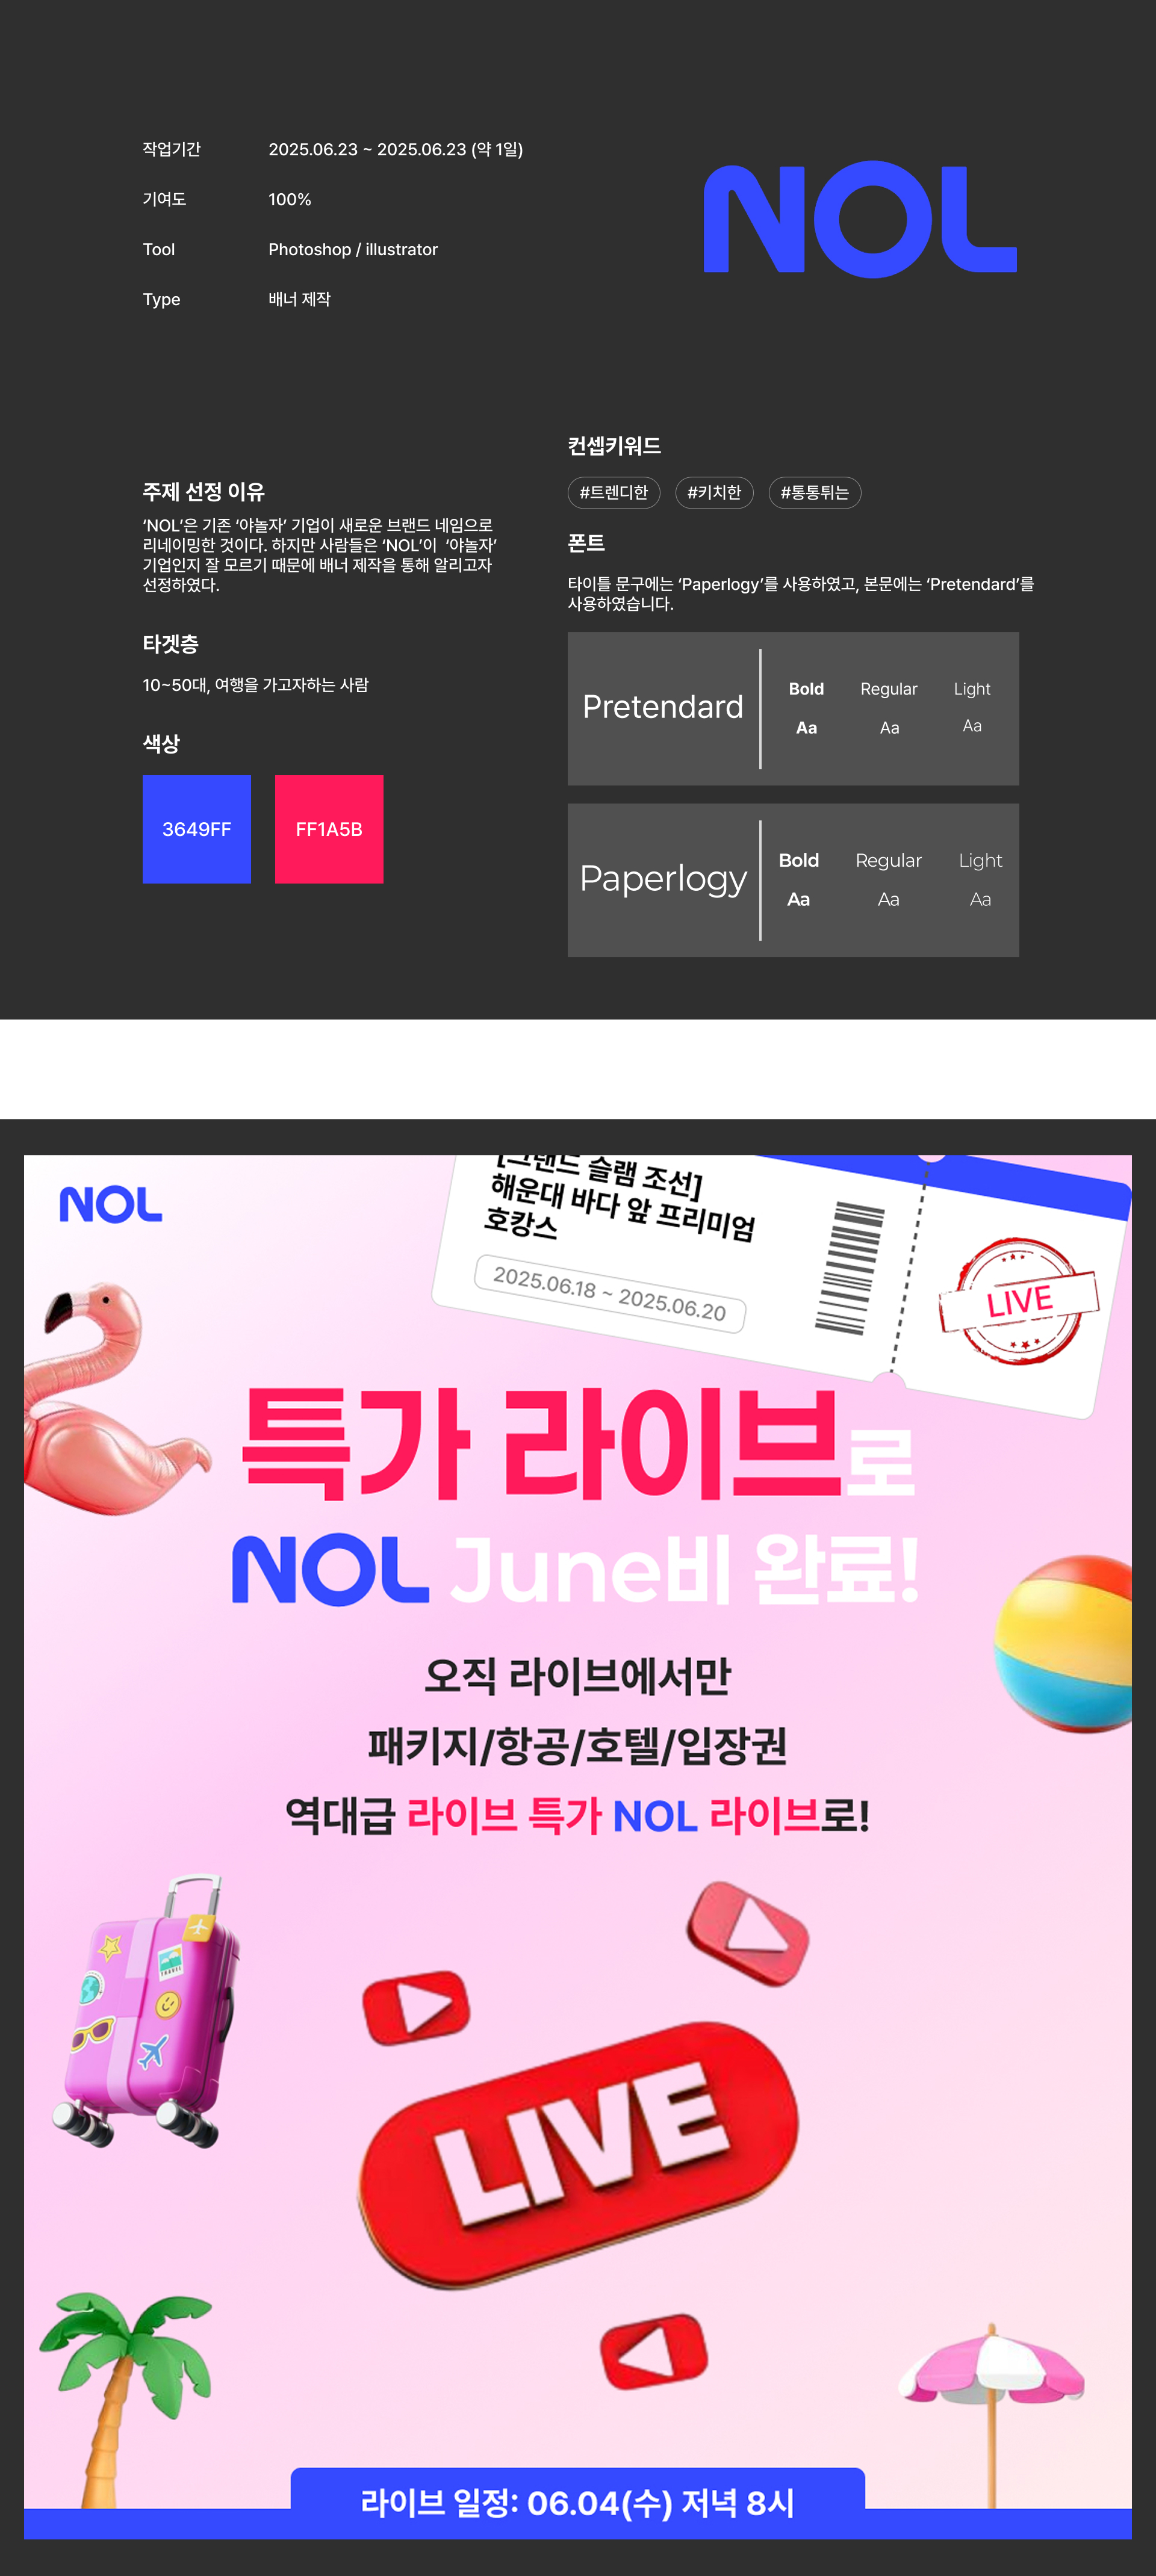 작업기간 2025.06.23 ~ 2025.06.23 (약 1일)
기여도 100%
Tool Photoshop / illustrator
Type 배너 제작
NOL
주제 선정 이유
‘NOL’은 기존 ‘야놀자’ 기업이 새로운 브랜드 네임으로
리네이밍한 것이다. 하지만 사람들은 ‘NOL’이 ‘야놀자’
기업인지 잘 모르기 때문에 배너 제작을 통해 알리고자
선정하였다.
타겟층
10~50대, 여행을 가고자하는 사람
색상
3649FF FF1A5B
컨셉키워드
#트렌디한 #키치한 #통통튀는
폰트
타이틀 문구에는 ‘Paperlogy’를 사용하였고, 본문에는 ‘Pretendard’를
사용하였습니다.
Pretendard
Bold Regular Light
Aa Aa Aa
Paperlogy
Bold Regular Light
Aa Aa Aa
NOL
[그랜드 슬램 조선]
해운대 바다 앞 프리미엄
호캉스
2025.06.18 ~ 2025.06.20
LIVE
특가 라이브로
NOL June비 완료!
오직 라이브에서만
패키지/항공/호텔/입장권
역대급 라이브 특가 NOL 라이브로!
TRAVEL
LIVE
라이브 일정: 06.04(수) 저녁 8시